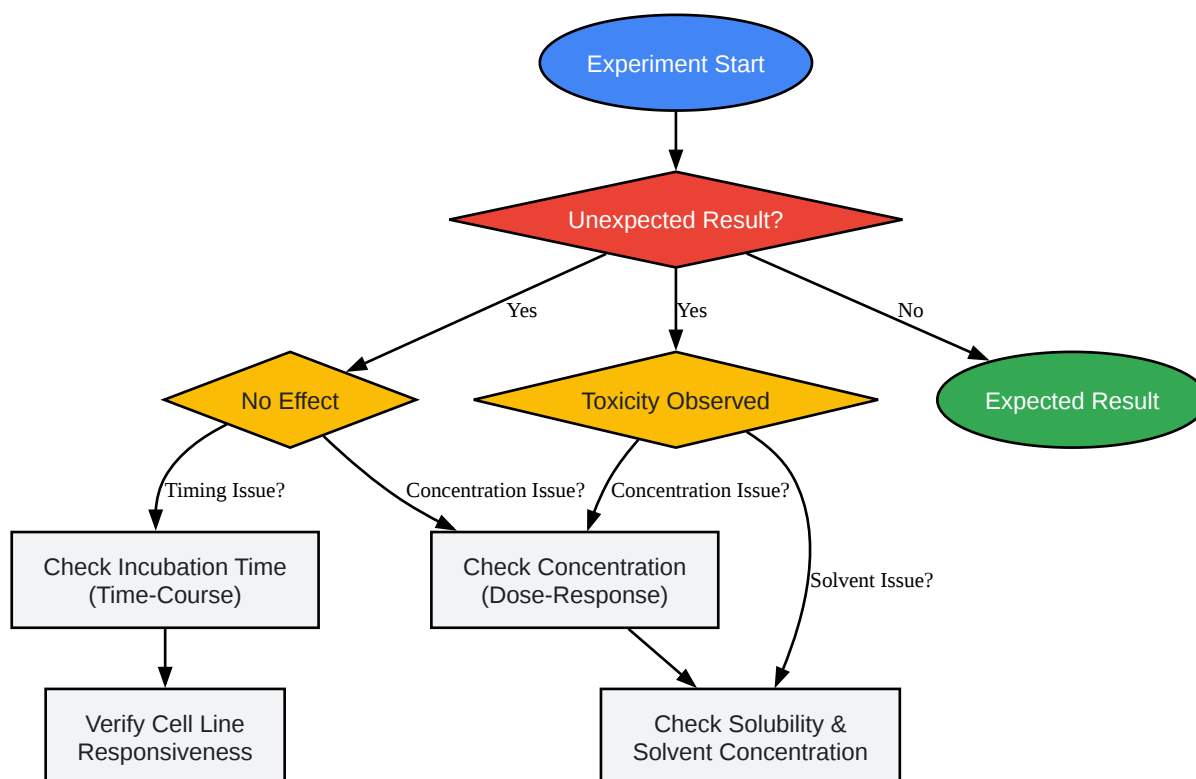 Experiment Start
Unexpected Result?
Yes
Yes
No
No Effect
Toxicity Observed
Expected Result
Timing Issue?
Concentration Issue?
Concentration Issue?
Check Incubation Time
(Time-Course)
Check Concentration
(Dose-Response)
Solvent Issue?
Verify Cell Line
Responsiveness
Check Solubility &
Solvent Concentration